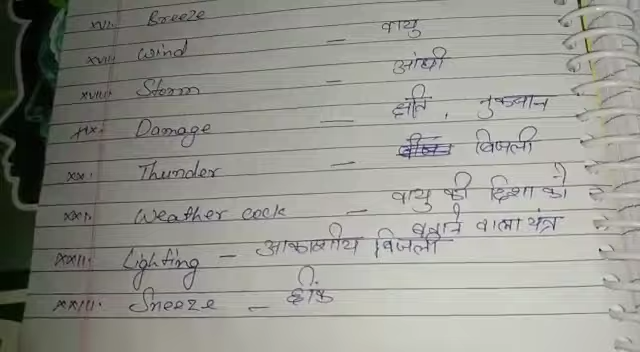 xvi. Breeze
xvii. Wind — वायु
xviii. Storm — आंधी
xix. Damage — क्षति, नुकसान
xx. Thunder — बिजली
xxi. Weather cock — वायु की दिशा को
बताने वाला यंत्र
xxii. Lighting — आकाशीय बिजली
xxiii. Sneeze — छींक